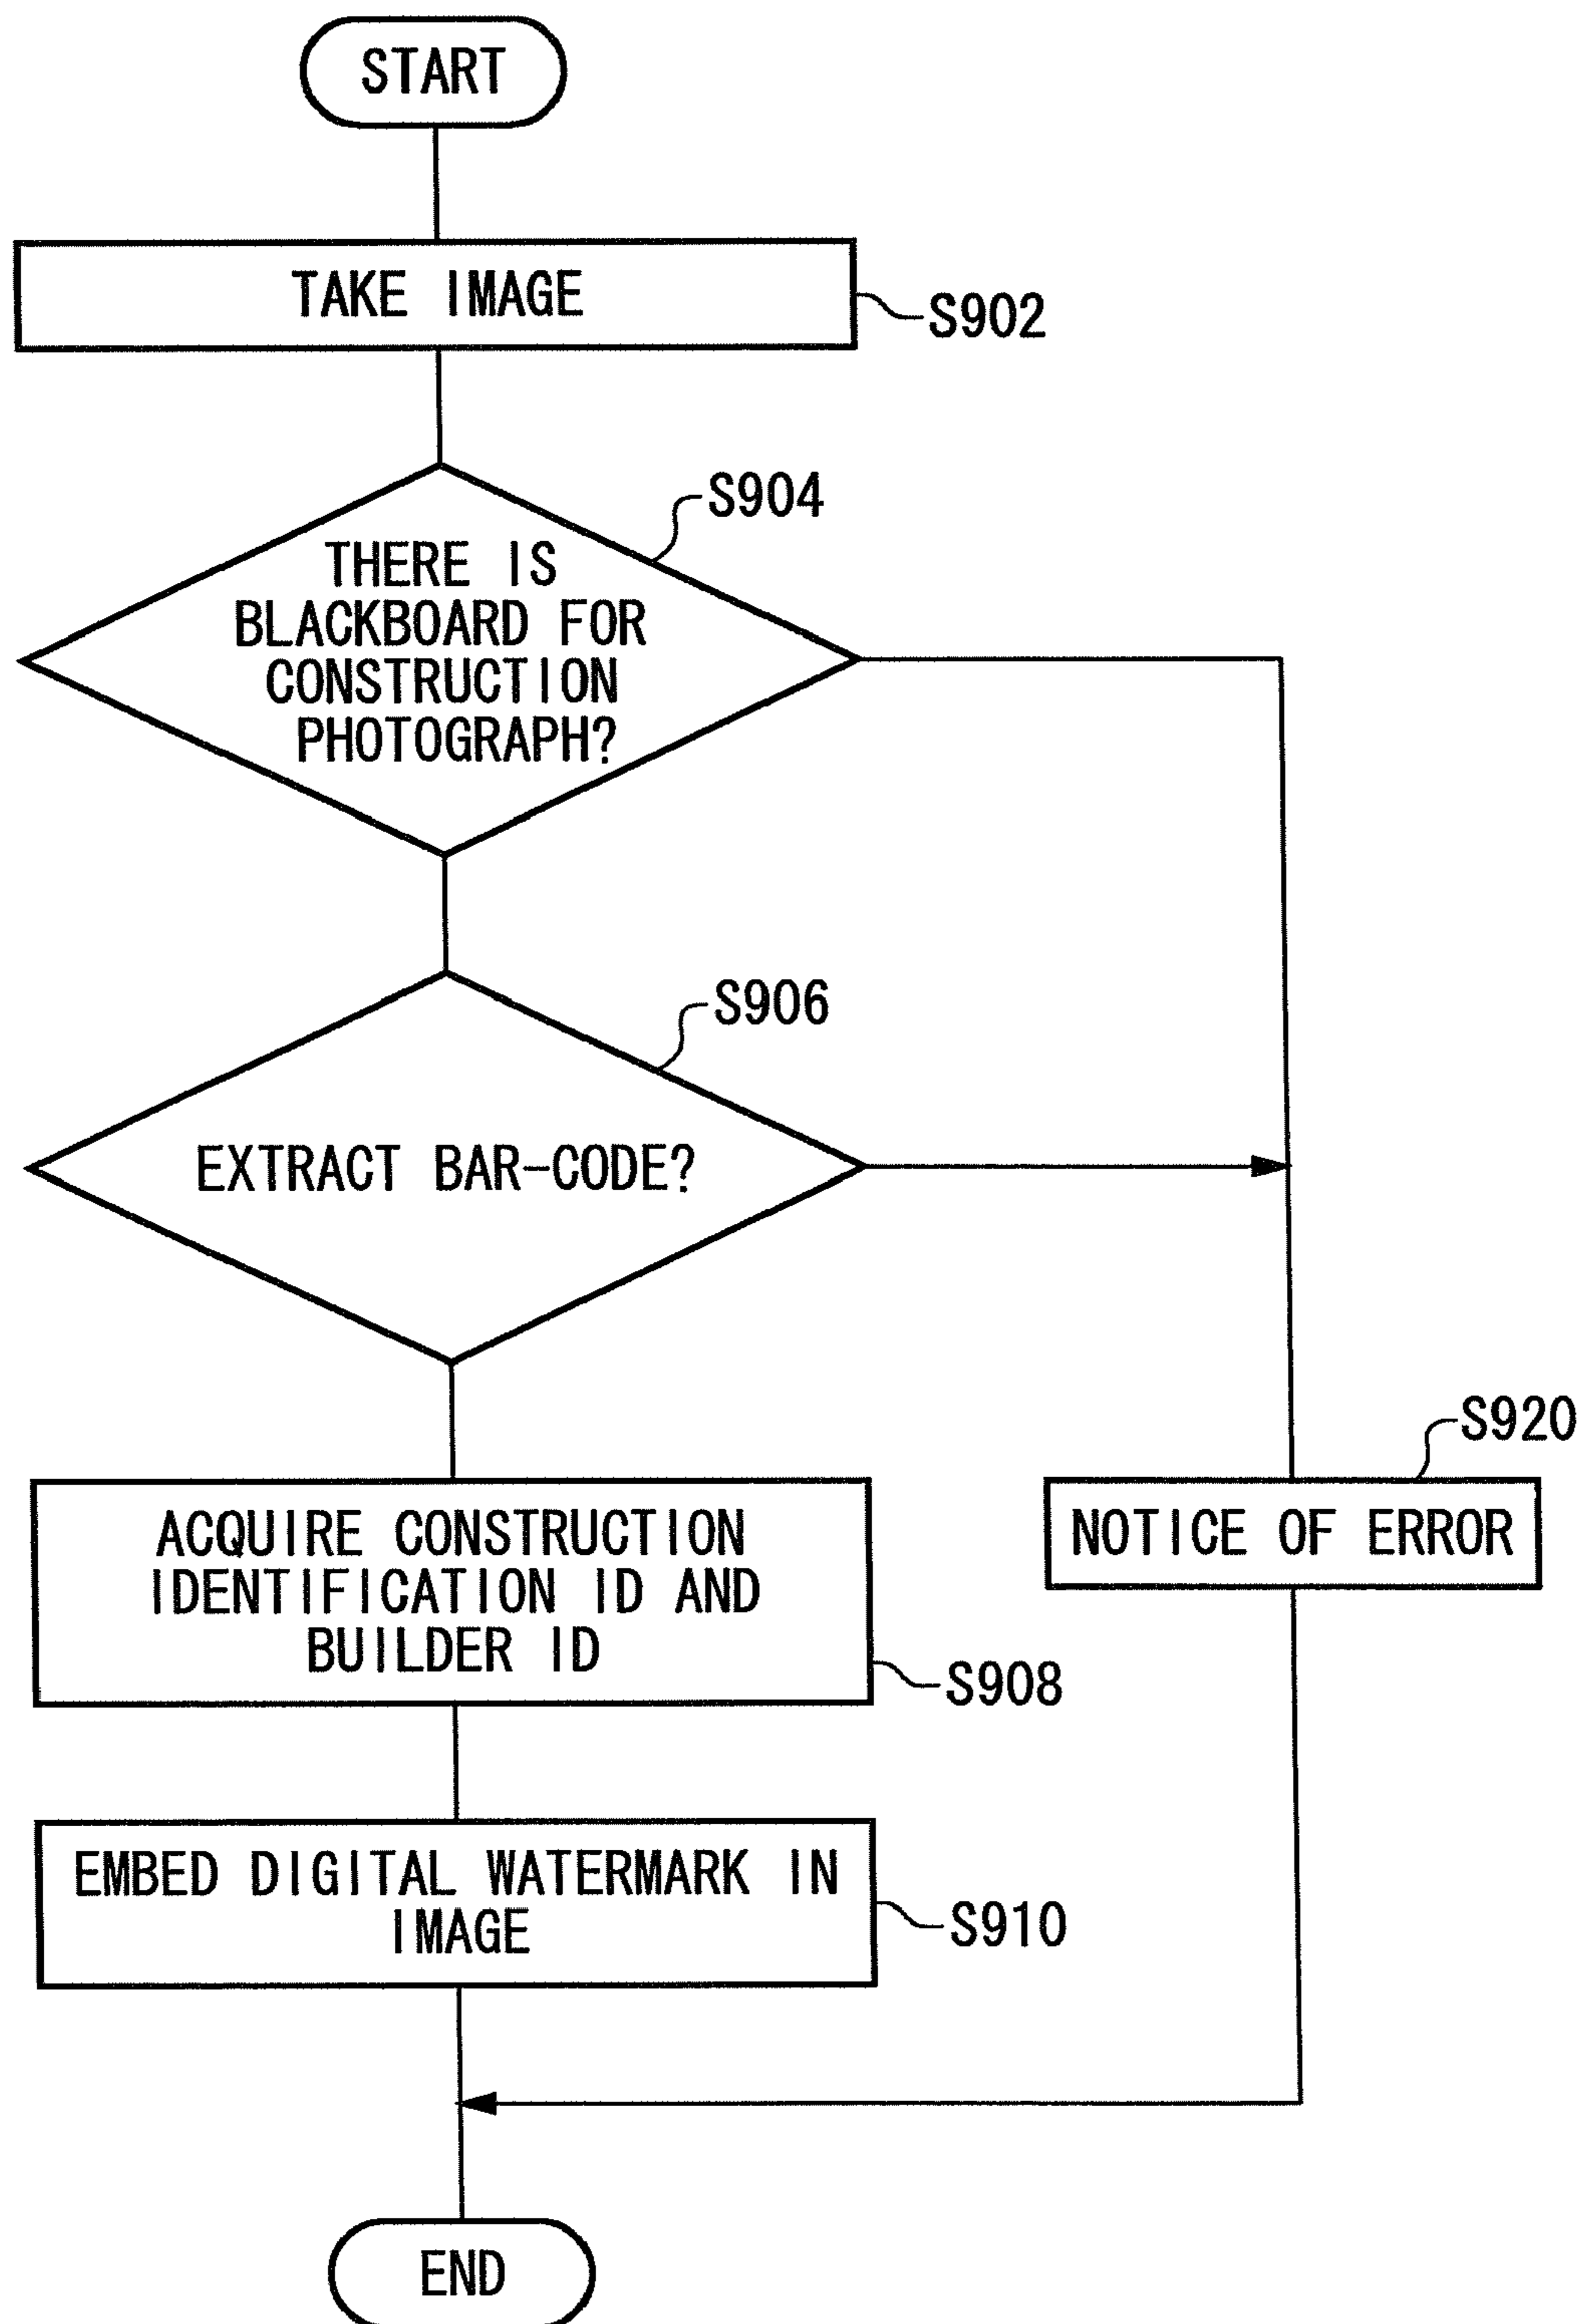 START
TAKE IMAGE
S902
S904
THERE IS
BLACKBOARD FOR
CONSTRUCTION
PHOTOGRAPH?
S906
EXTRACT BAR-CODE?
S920
NOTICE OF ERROR
ACQUIRE CONSTRUCTION
IDENTIFICATION ID AND
BUILDER ID
S908
EMBED DIGITAL WATERMARK IN
IMAGE
S910
END